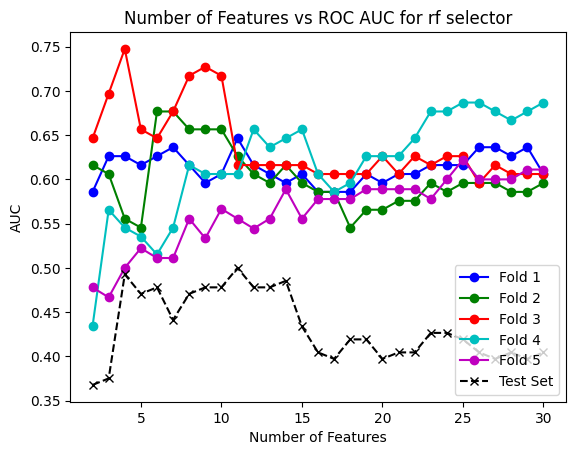 Number of Features vs ROC AUC for rf selector
AUC
0.75
0.70
0.65
0.60
0.55
0.50
0.45
0.40
0.35
Fold 1
Fold 2
Fold 3
Fold 4
Fold 5
Test Set
5
10
15
20
25
30
Number of Features